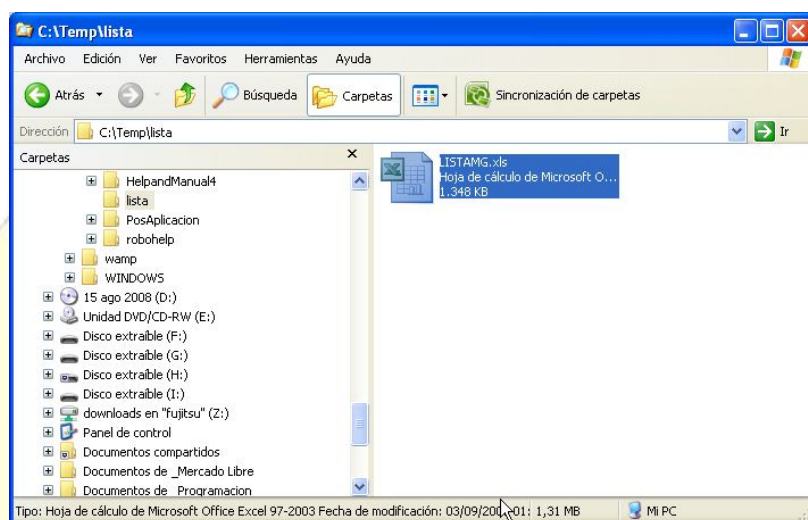 C:\Temp\lista
Archivo Edición Ver Favoritos Herramientas Ayuda
Atrás Búsqueda Carpetas Sincronización de carpetas
Dirección C:\Temp\lista Ir
Carpetas
HelpandManual4
lista
PosAplicacion
robohelp
wamp
WINDOWS
15 ago 2008 (D:)
Unidad DVD/CD-RW (E:)
Disco extraíble (F:)
Disco extraíble (G:)
Disco extraíble (H:)
Disco extraíble (I:)
downloads en "fujitsu" (Z:)
Panel de control
Documentos compartidos
Documentos de _Mercado Libre
Documentos de _Programacion
LISTAMG.xls
Hoja de cálculo de Microsoft O...
1.348 KB
Tipo: Hoja de cálculo de Microsoft Office Excel 97-2003 Fecha de modificación: 1,31 MB Mi PC